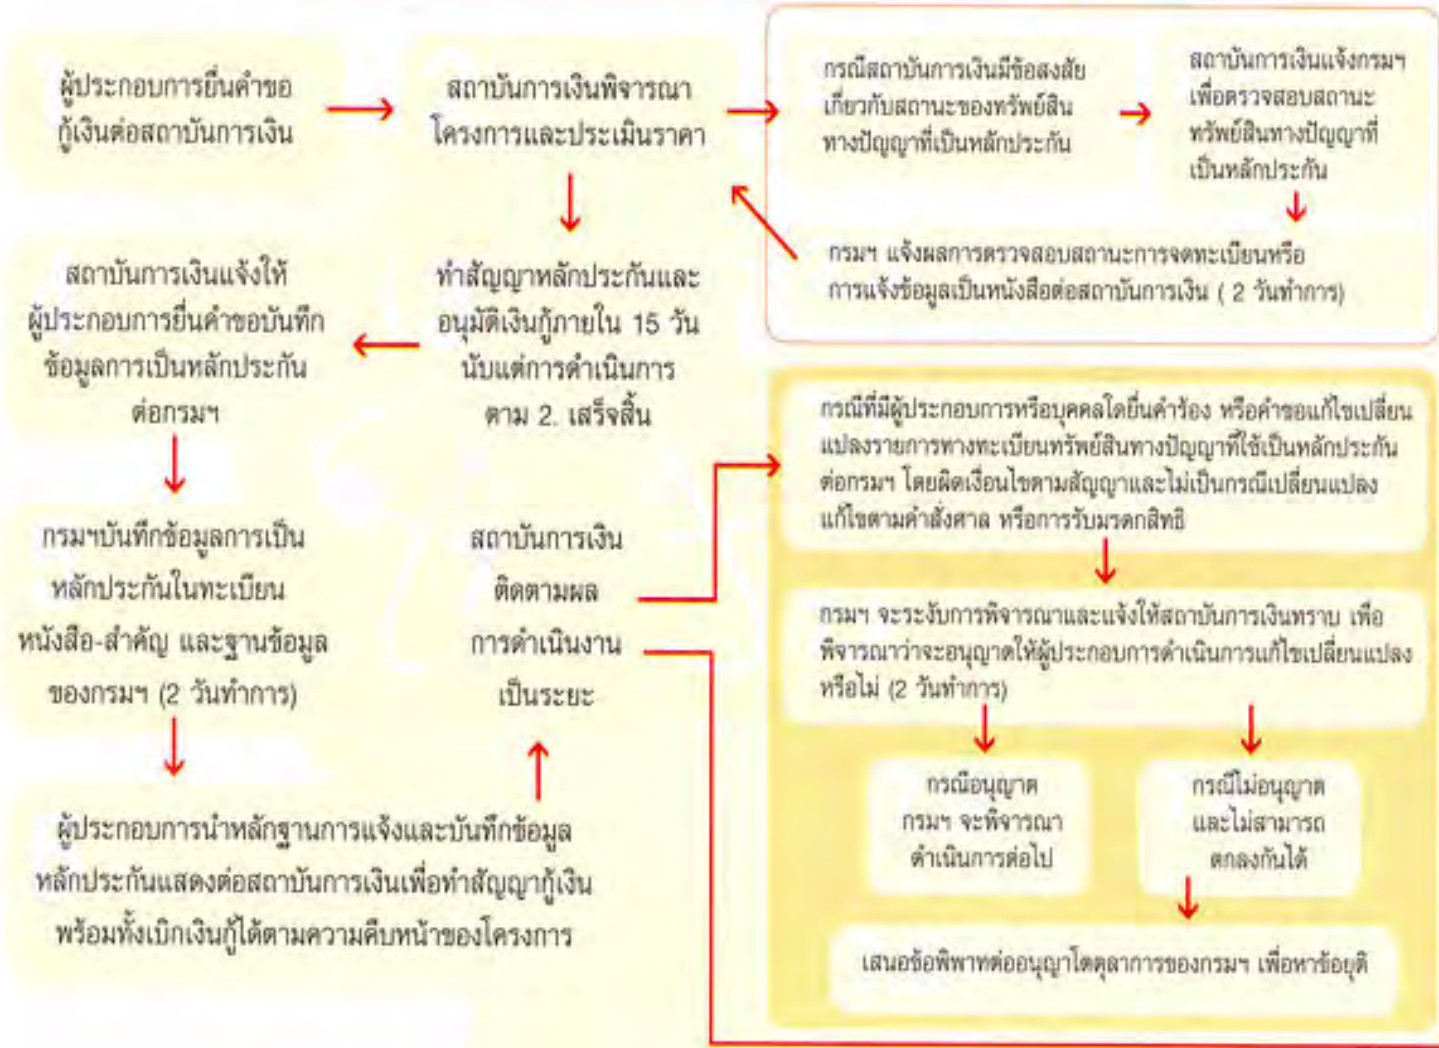 ผู้ประกอบการยื่นคำขอ
กู้เงินต่อสถาบันการเงิน
สถาบันการเงินพิจารณา
โครงการและประเมินราคา
กรณีสถาบันการเงินมีข้อสงสัย
เกี่ยวกับสถานะของทรัพย์สิน
ทางปัญญาที่เป็นหลักประกัน
สถาบันการเงินแจ้งกรมฯ
เพื่อตรวจสอบสถานะ
ทรัพย์สินทางปัญญาที่
เป็นหลักประกัน
กรมฯ แจ้งผลการตรวจสอบสถานะการจดทะเบียนหรือ
การแจ้งข้อมูลเป็นหนังสือต่อสถาบันการเงิน ( 2 วันทำการ)
ทำสัญญาหลักประกันและ
อนุมัติเงินกู้ภายใน 15 วัน
นับแต่การดำเนินการ
ตาม 2. เสร็จสิ้น
สถาบันการเงินแจ้งให้
ผู้ประกอบการยื่นคำขอบันทึก
ข้อมูลการเป็นหลักประกัน
ต่อกรมฯ
กรมฯบันทึกข้อมูลการเป็น
หลักประกันในทะเบียน
หนังสือ-สำคัญ และฐานข้อมูล
ของกรมฯ (2 วันทำการ)
ผู้ประกอบการนำหลักฐานการแจ้งและบันทึกข้อมูล
หลักประกันแสดงต่อสถาบันการเงินเพื่อทำสัญญากู้เงิน
พร้อมทั้งเบิกเงินกู้ได้ตามความคืบหน้าของโครงการ
สถาบันการเงิน
ติดตามผล
การดำเนินงาน
เป็นระยะ
กรณีที่มีผู้ประกอบการหรือบุคคลใดยื่นคำร้อง หรือคำขอแก้ไขเปลี่ยน
แปลงรายการทางทะเบียนทรัพย์สินทางปัญญาที่ใช้เป็นหลักประกัน
ต่อกรมฯ โดยผิดเงื่อนไขตามสัญญาและไม่เป็นกรณีเปลี่ยนแปลง
แก้ไขตามคำสั่งศาล หรือการรับมรดกสิทธิ
กรมฯ จะระงับการพิจารณาและแจ้งให้สถาบันการเงินทราบ เพื่อ
พิจารณาว่าจะอนุญาตให้ผู้ประกอบการดำเนินการแก้ไขเปลี่ยนแปลง
หรือไม่ (2 วันทำการ)
กรณีอนุญาต
กรมฯ จะพิจารณา
ดำเนินการต่อไป
กรณีไม่อนุญาต
และไม่สามารถ
ตกลงกันได้
เสนอข้อพิพาทต่ออนุญาโตตุลาการของกรมฯ เพื่อหาข้อยุติ